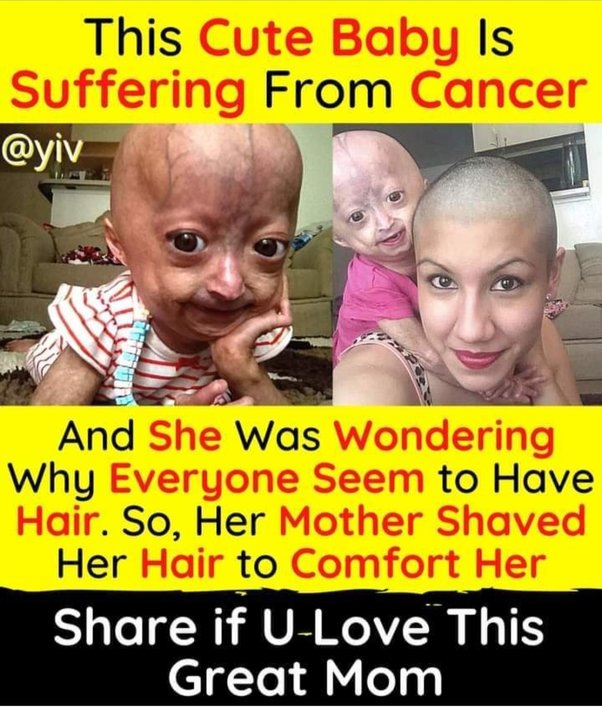 This Cute Baby Is
Suffering From Cancer
@yiv
And She Was Wondering
Why Everyone Seem to Have
Hair. So, Her Mother Shaved
Her Hair to Comfort Her
Share if U Love This
Great Mom